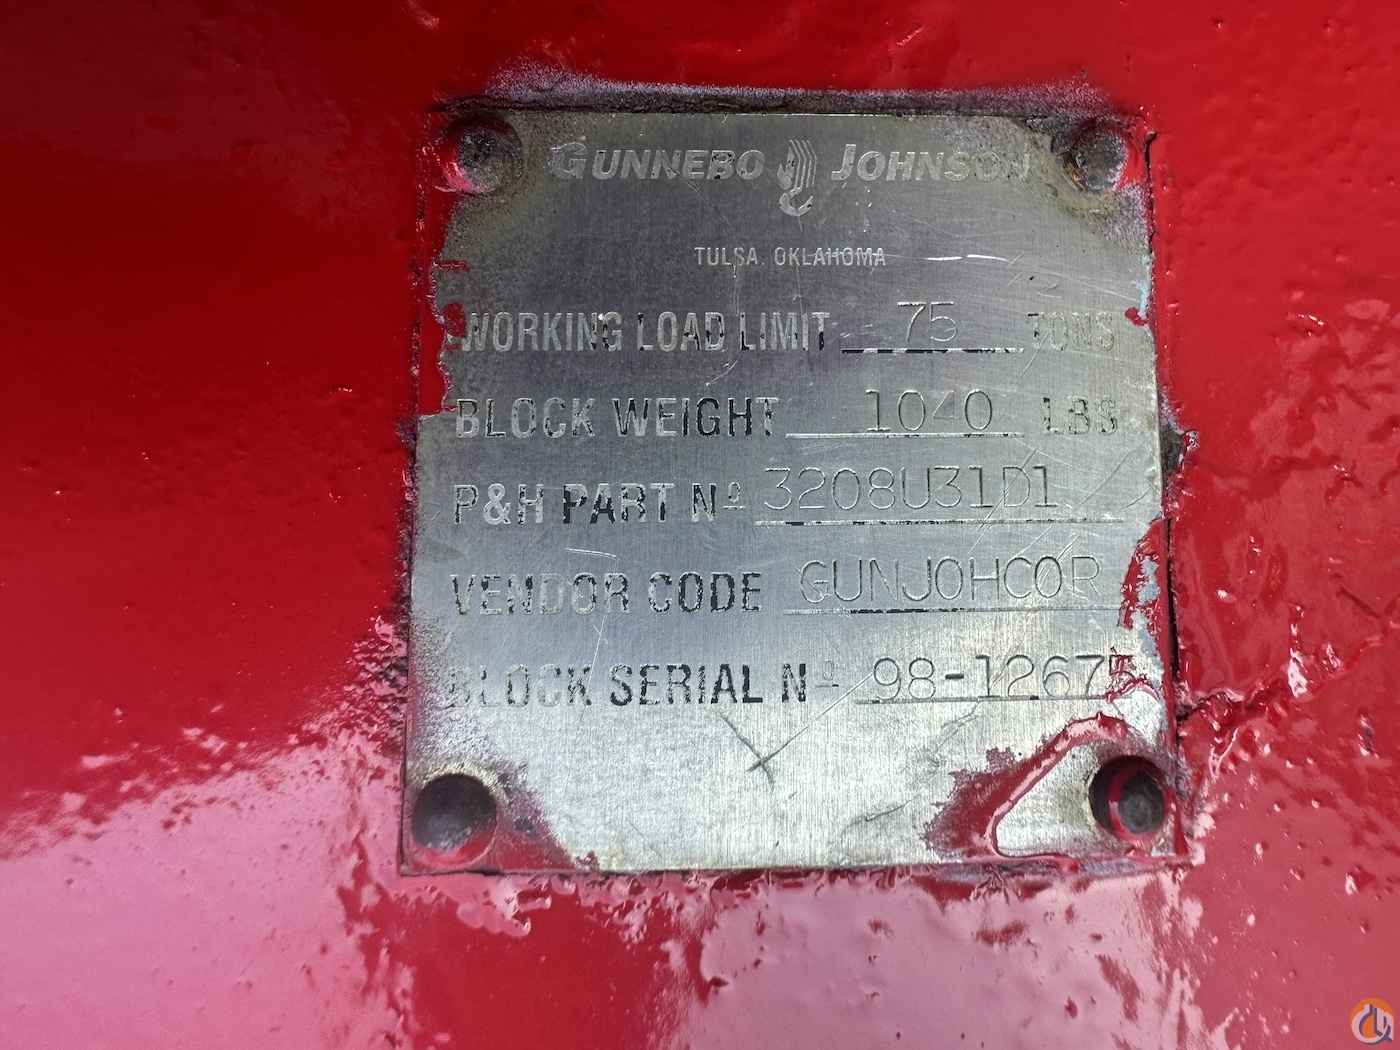 GUNNEBO JOHNSON
TULSA, OKLAHOMA
WORKING LOAD LIMIT 75 TONS
BLOCK WEIGHT 1040 LBS
P&H PART Nº 3208U31D1
VENDOR CODE GUNJOHCOR
BLOCK SERIAL Nº 98-12675